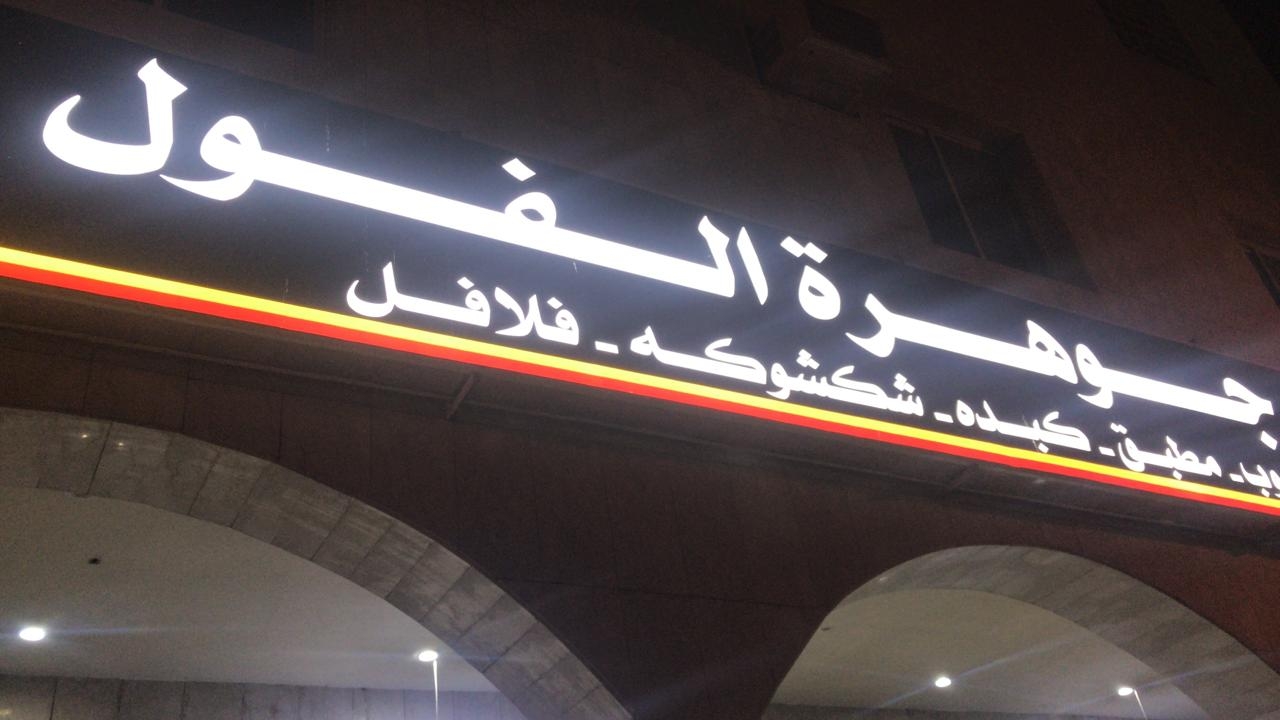 جوهرة الفول
مطبق - كبده - شكشوكه - فلافل